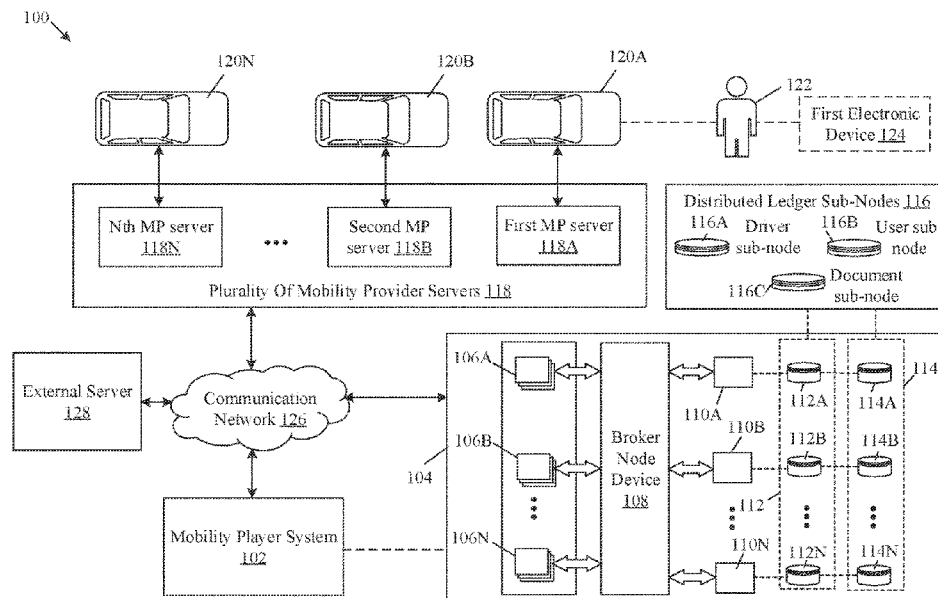 100
120N
120B
120A
122
First Electronic
Device 124
Nth MP server
118N
Second MP
server 118B
First MP server
118A
Plurality Of Mobility Provider Servers 118
Distributed Ledger Sub-Nodes 116
116A
Driver
sub-node
116B
User sub
node
116C
Document
sub-node
External Server
128
Communication
Network 126
Mobility Player System
102
104
106A
106B
106N
Broker
Node
Device
108
110A
110B
110N
112
112A
112B
112N
114
114A
114B
114N